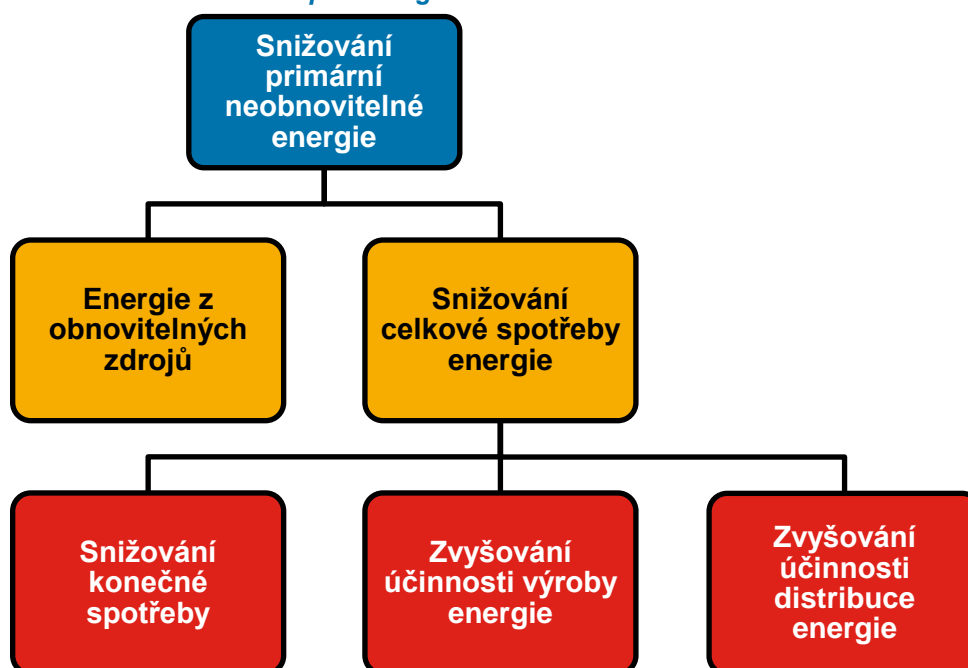 Snižování
primární
neobnovitelné
energie
Energie z
obnovitelných
zdrojů
Snižování
celkové spotřeby
energie
Snižování
konečné
spotřeby
Zvyšování
účinnosti výroby
energie
Zvyšování
účinnosti
distribuce
energie